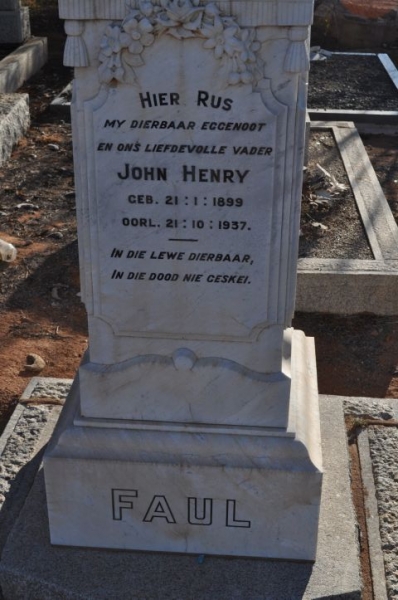 HIER RUS
MY DIERBAAR EGGENOOT
EN ONS LIEFDEVOLLE VADER
JOHN HENRY
GEB. 21 : 1 : 1899
OORL. 21 : 10 : 1937.
IN DIE LEWE DIERBAAR,
IN DIE DOOD NIE GESKEI.
FAUL